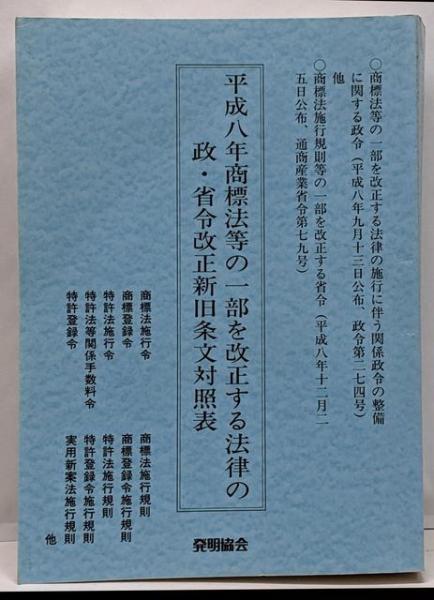 ○商標法等の一部を改正する法律の施行に伴う関係政令の整備
に関する政令（平成八年九月十三日公布、政令第二七四号）
他
○商標法施行規則等の一部を改正する省令（平成八年十二月二
五日公布、通商産業省令第七九号）
平成八年商標法等の一部を改正する法律の
政・省令改正新旧条文対照表
商標法施行令
商標登録令
特許法施行令
特許法等関係手数料令
特許登録令
商標法施行規則
商標登録令施行規則
特許法施行規則
特許登録令施行規則
実用新案法施行規則
他
発明協会